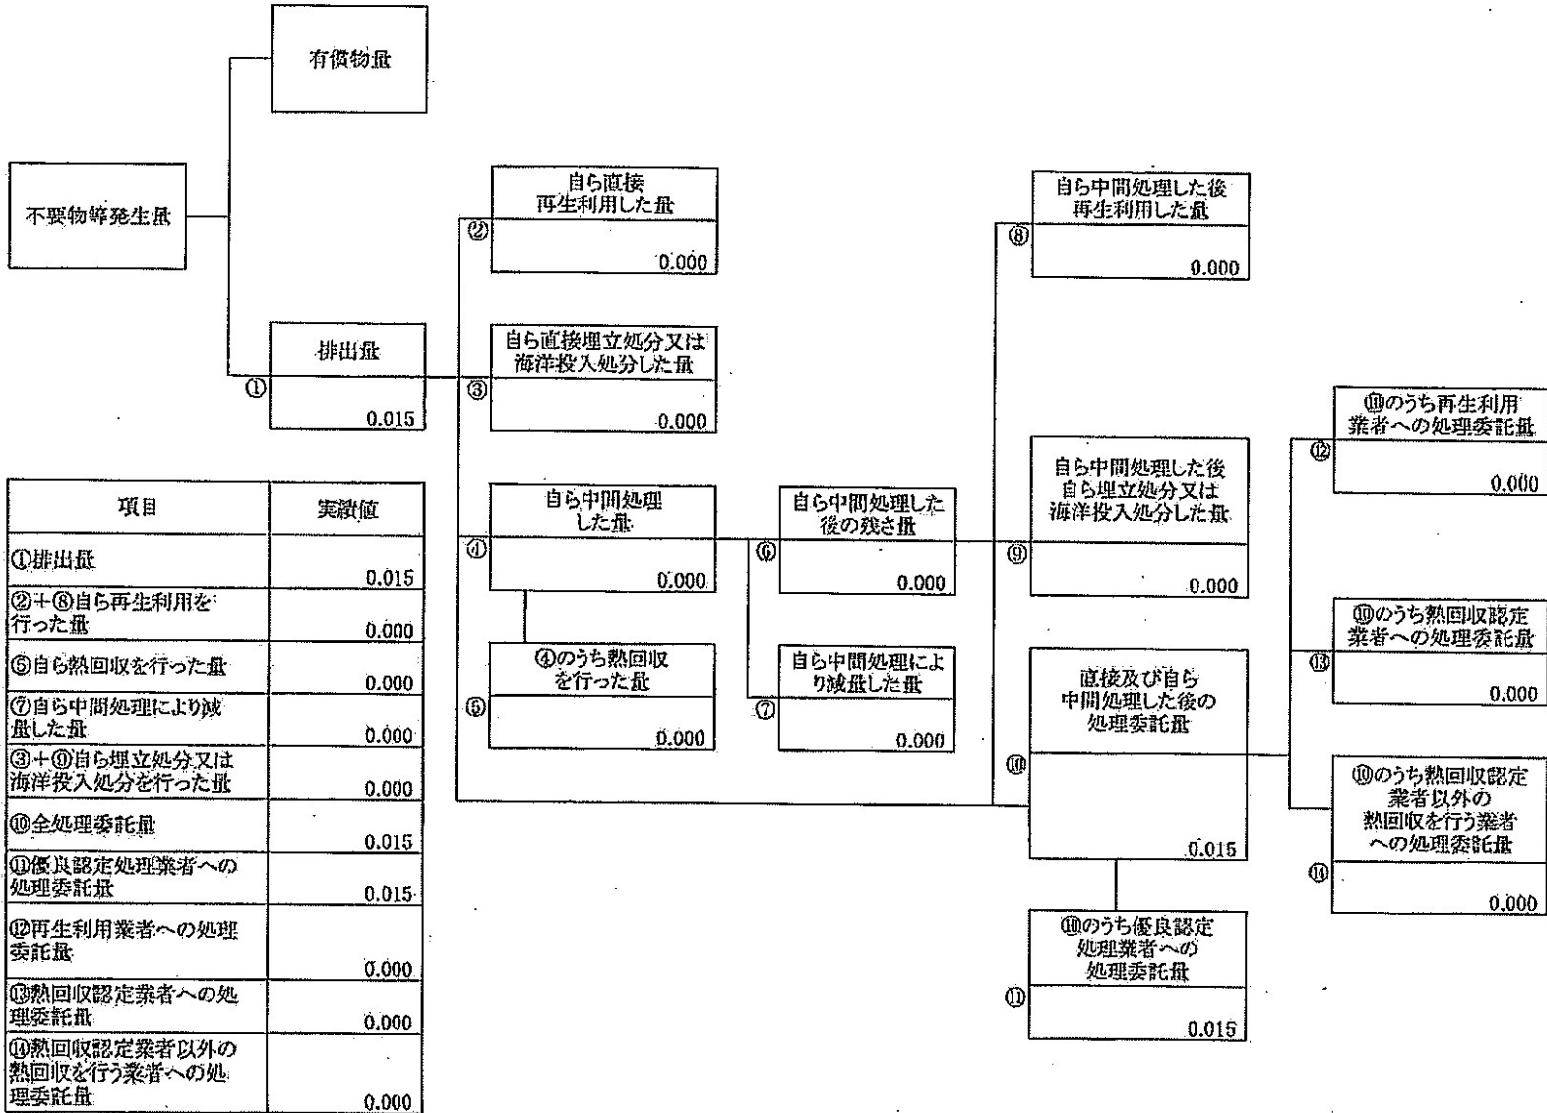 有償物量
不要物等発生量
排出量
①
0.015
自ら直接
再生利用した量
②
0.000
自ら直接埋立処分又は
海洋投入処分した量
③
0.000
自ら中間処理
した量
④
0.000
④のうち熱回収
を行った量
⑤
0.000
自ら中間処理した
後の残さ量
⑥
0.000
自ら中間処理によ
り減量した量
⑦
0.000
自ら中間処理した後
再生利用した量
⑧
0.000
自ら中間処理した後
自ら埋立処分又は
海洋投入処分した量
⑨
0.000
直接及び自ら
中間処理した後の
処理委託量
⑩
0.015
⑩のうち優良認定
処理業者への
処理委託量
⑪
0.015
⑩のうち再生利用
業者への処理委託量
⑫
0.000
⑩のうち熱回収認定
業者への処理委託量
⑬
0.000
⑩のうち熱回収認定
業者以外の
熱回収を行う業者
への処理委託量
⑭
0.000
項目 実績値
①排出量 0.015
②+⑧自ら再生利用を
行った量 0.000
⑤自ら熱回収を行った量 0.000
⑦自ら中間処理により減
量した量 0.000
③+⑨自ら埋立処分又は
海洋投入処分を行った量 0.000
⑩全処理委託量 0.015
⑪優良認定処理業者への
処理委託量 0.015
⑫再生利用業者への処理
委託量 0.000
⑬熱回収認定業者への処
理委託量 0.000
⑭熱回収認定業者以外の
熱回収を行う業者への処
理委託量 0.000